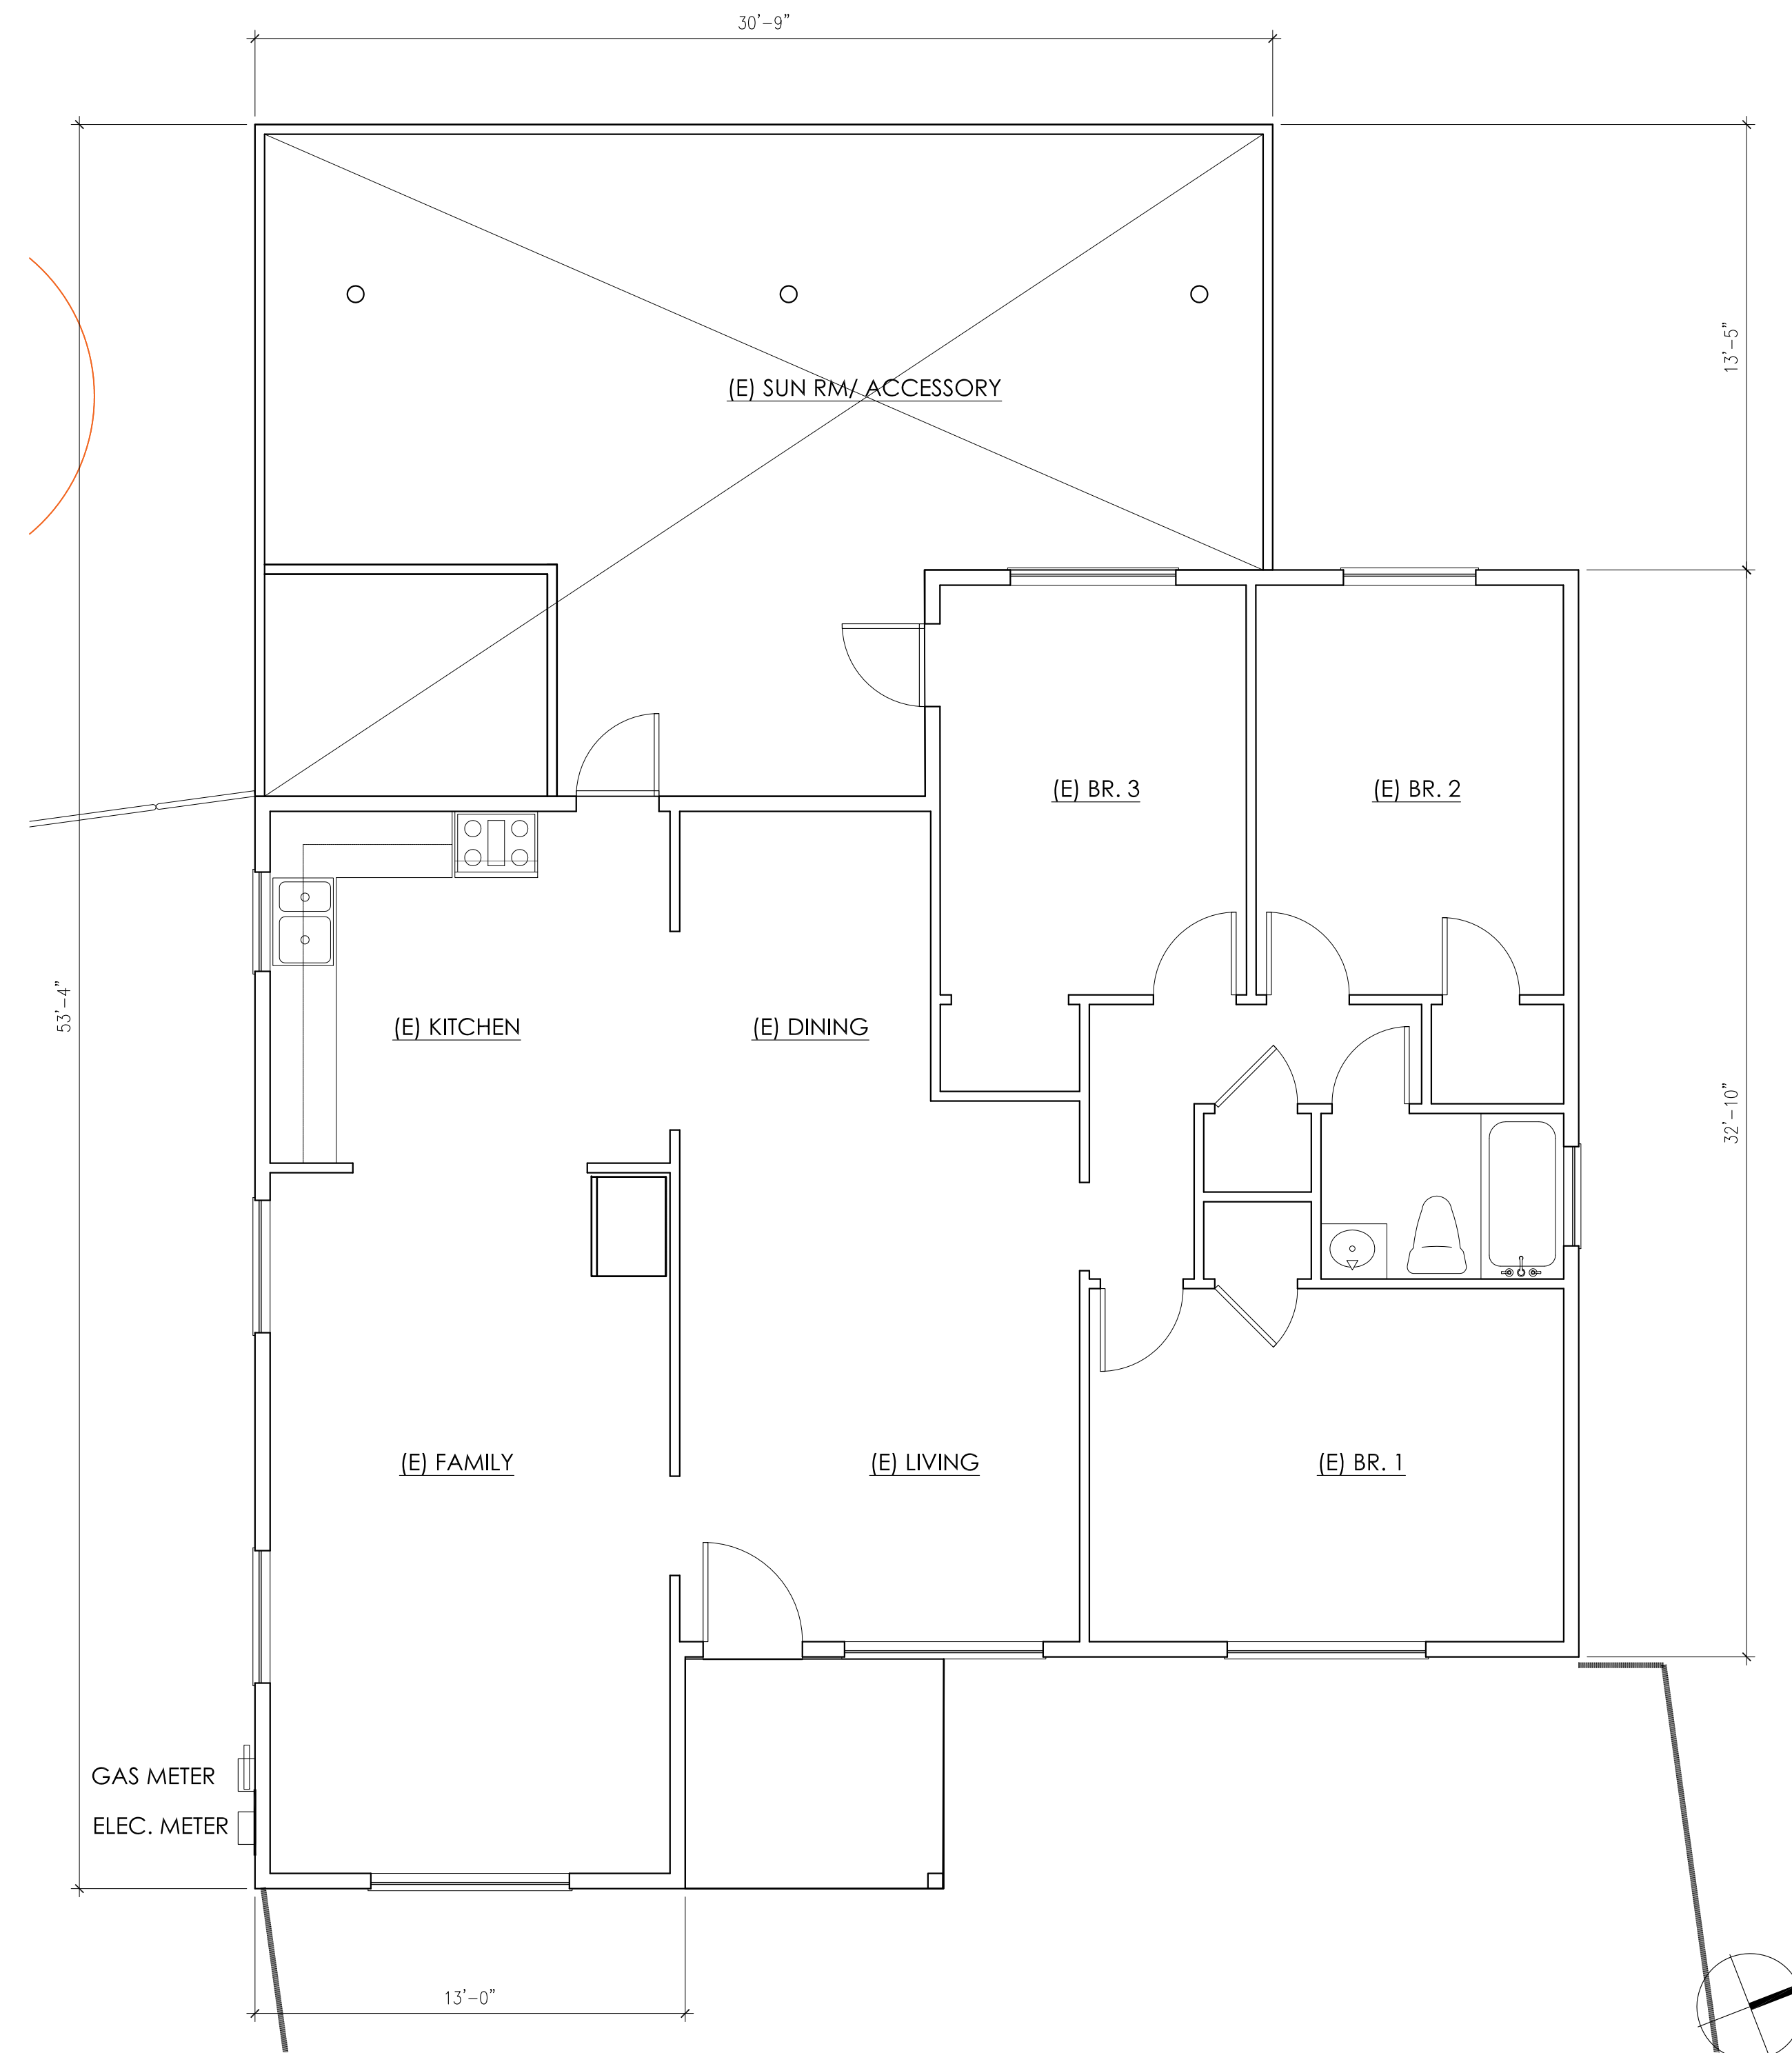 30'-9"
13'-5"
(E) SUN RM/ ACCESSORY
(E) BR. 3
(E) BR. 2
53'-4"
(E) KITCHEN
(E) DINING
32'-10"
(E) FAMILY
(E) LIVING
(E) BR. 1
GAS METER
ELEC. METER
13'-0"